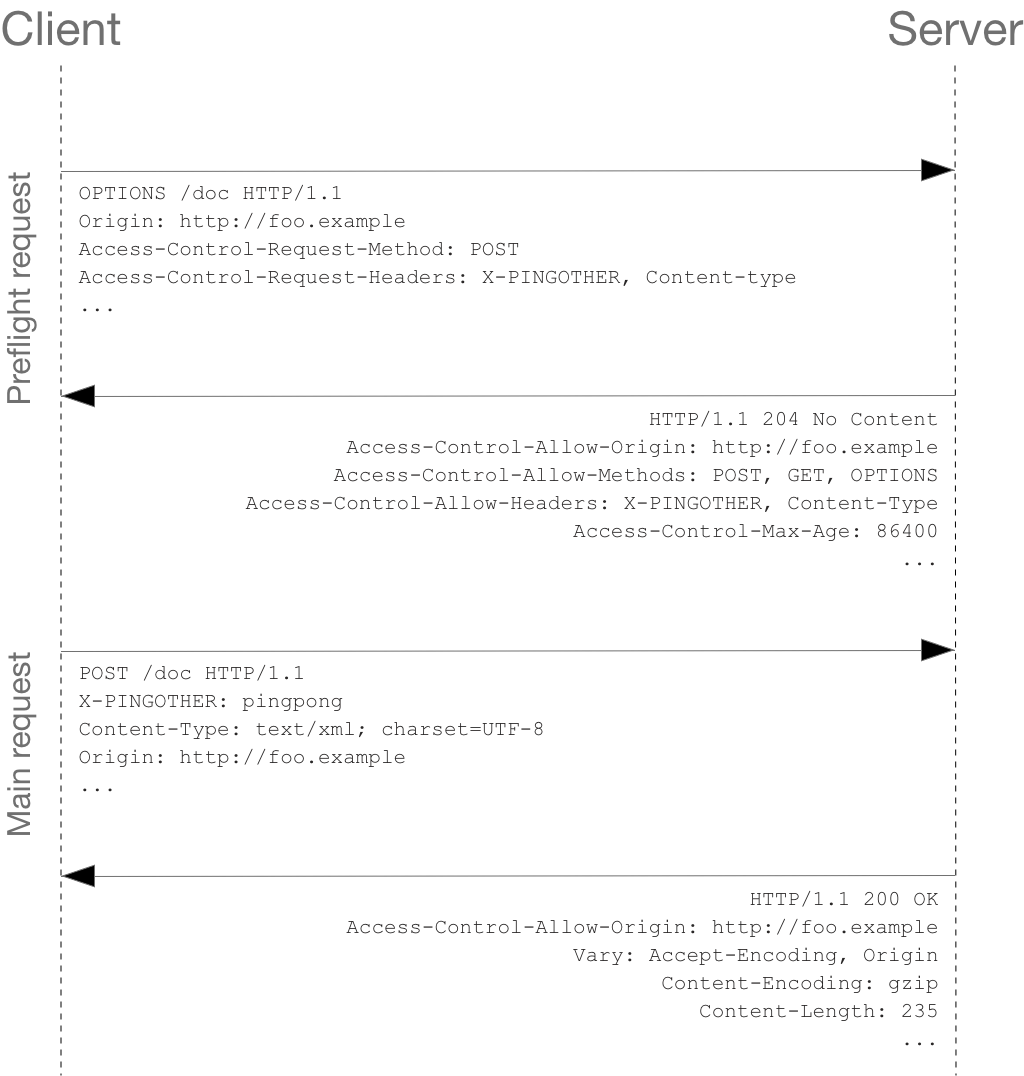 Client
Server
Preflight request
OPTIONS /doc HTTP/1.1
Origin: http://foo.example
Access-Control-Request-Method: POST
Access-Control-Request-Headers: X-PINGOTHER, Content-type
...
HTTP/1.1 204 No Content
Access-Control-Allow-Origin: http://foo.example
Access-Control-Allow-Methods: POST, GET, OPTIONS
Access-Control-Allow-Headers: X-PINGOTHER, Content-Type
Access-Control-Max-Age: 86400
...
Main request
POST /doc HTTP/1.1
X-PINGOTHER: pingpong
Content-Type: text/xml; charset=UTF-8
Origin: http://foo.example
...
HTTP/1.1 200 OK
Access-Control-Allow-Origin: http://foo.example
Vary: Accept-Encoding, Origin
Content-Encoding: gzip
Content-Length: 235
...